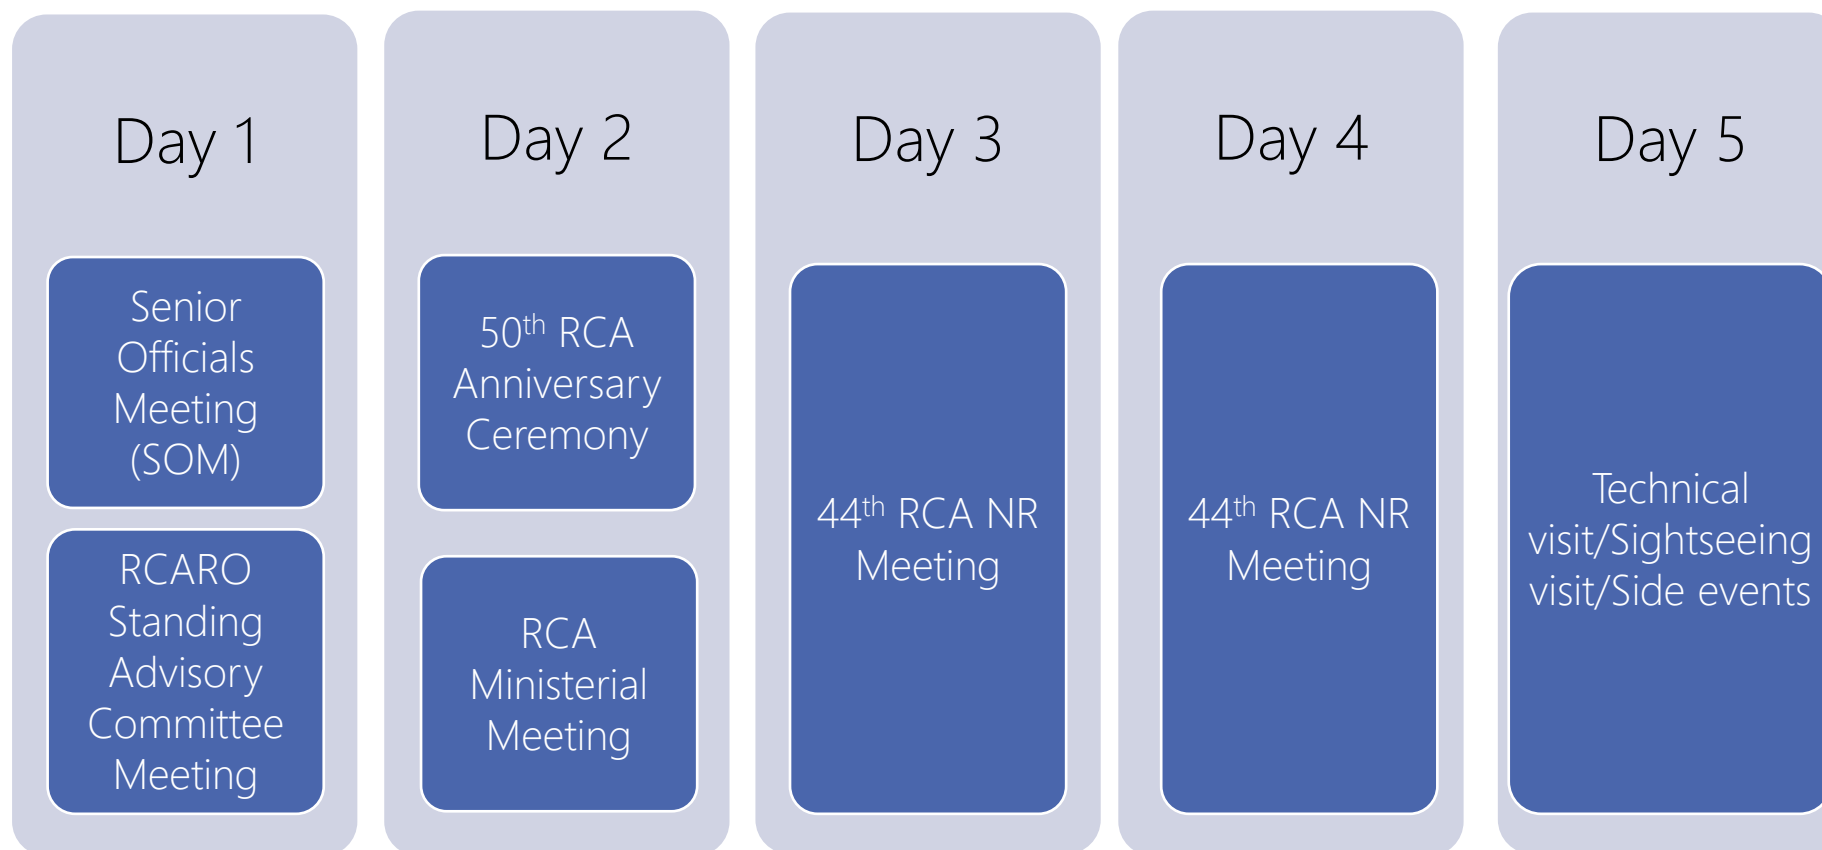 Day 1
Senior
Officials
Meeting
(SOM)
RCARO
Standing
Advisory
Committee
Meeting
Day 2
50th RCA
Anniversary
Ceremony
RCA
Ministerial
Meeting
Day 3
44th RCA NR
Meeting
Day 4
44th RCA NR
Meeting
Day 5
Technical
visit/Sightseeing
visit/Side events